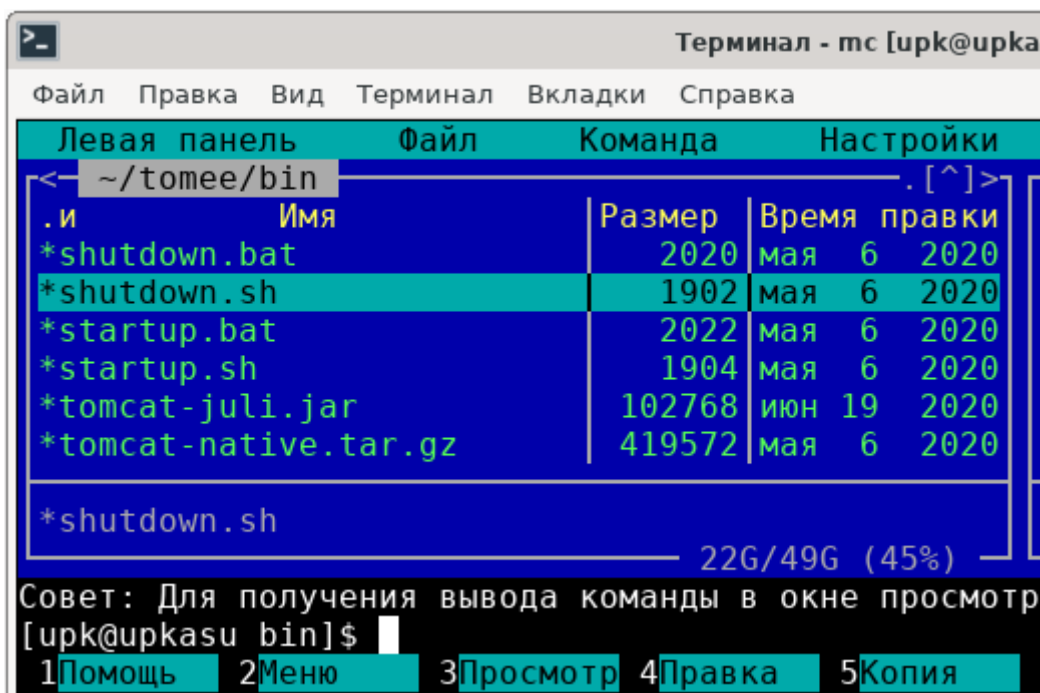 Терминал - mc [upk@upka
Файл Правка Вид Терминал Вкладки Справка
Левая панель Файл Команда Настройки
<- ~/tomee/bin .[^]>
.и Имя Размер Время правки
*shutdown.bat 2020 мая 6 2020
*shutdown.sh 1902 мая 6 2020
*startup.bat 2022 мая 6 2020
*startup.sh 1904 мая 6 2020
*tomcat-juli.jar 102768 июн 19 2020
*tomcat-native.tar.gz 419572 мая 6 2020
*shutdown.sh
22G/49G (45%)
Совет: Для получения вывода команды в окне просмотр
[upk@upkasu bin]$
1Помощь 2Меню 3Просмотр 4Правка 5Копия